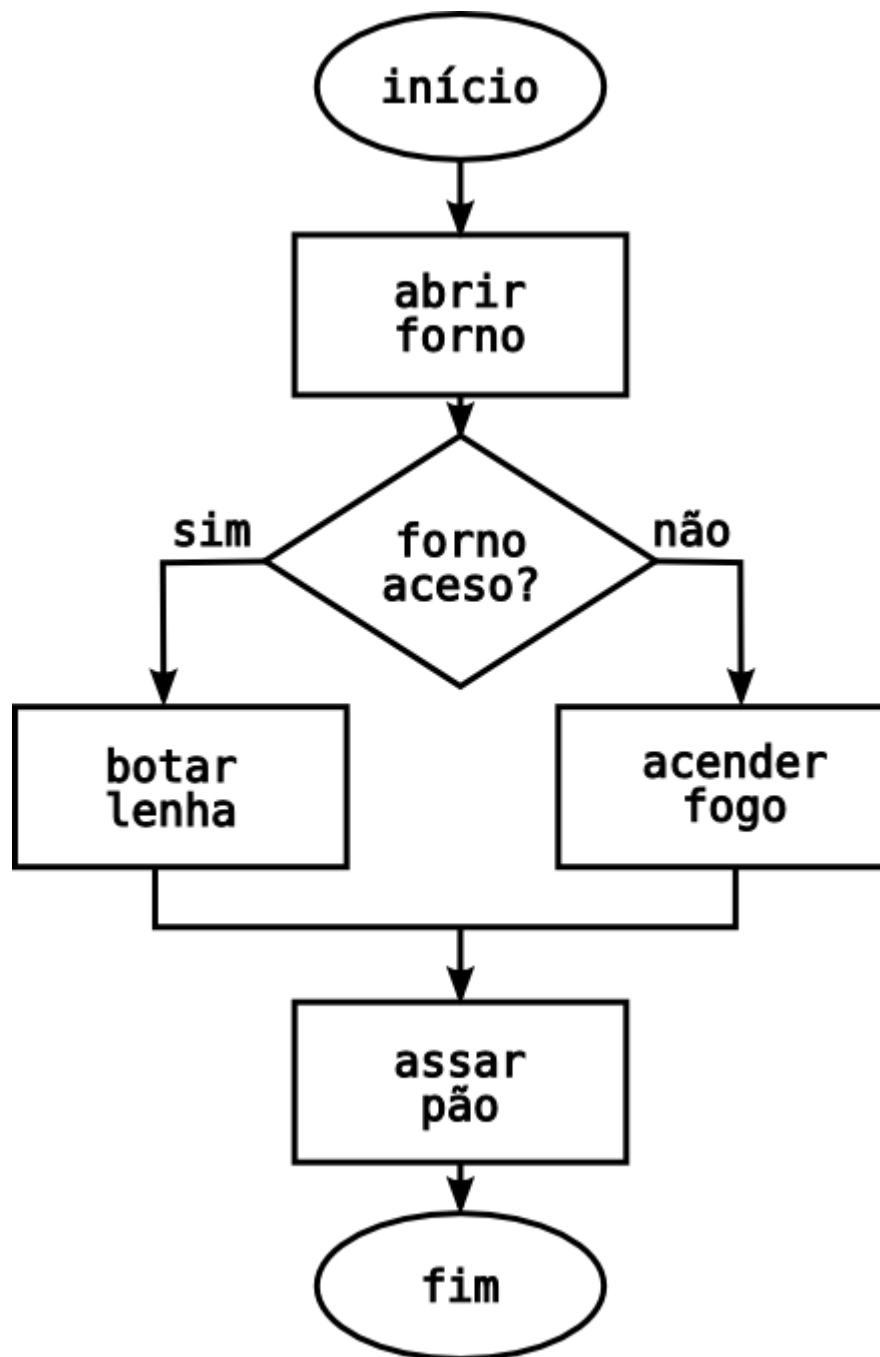 início
abrir
forno
sim
forno
aceso?
não
botar
lenha
acender
fogo
assar
pão
fim